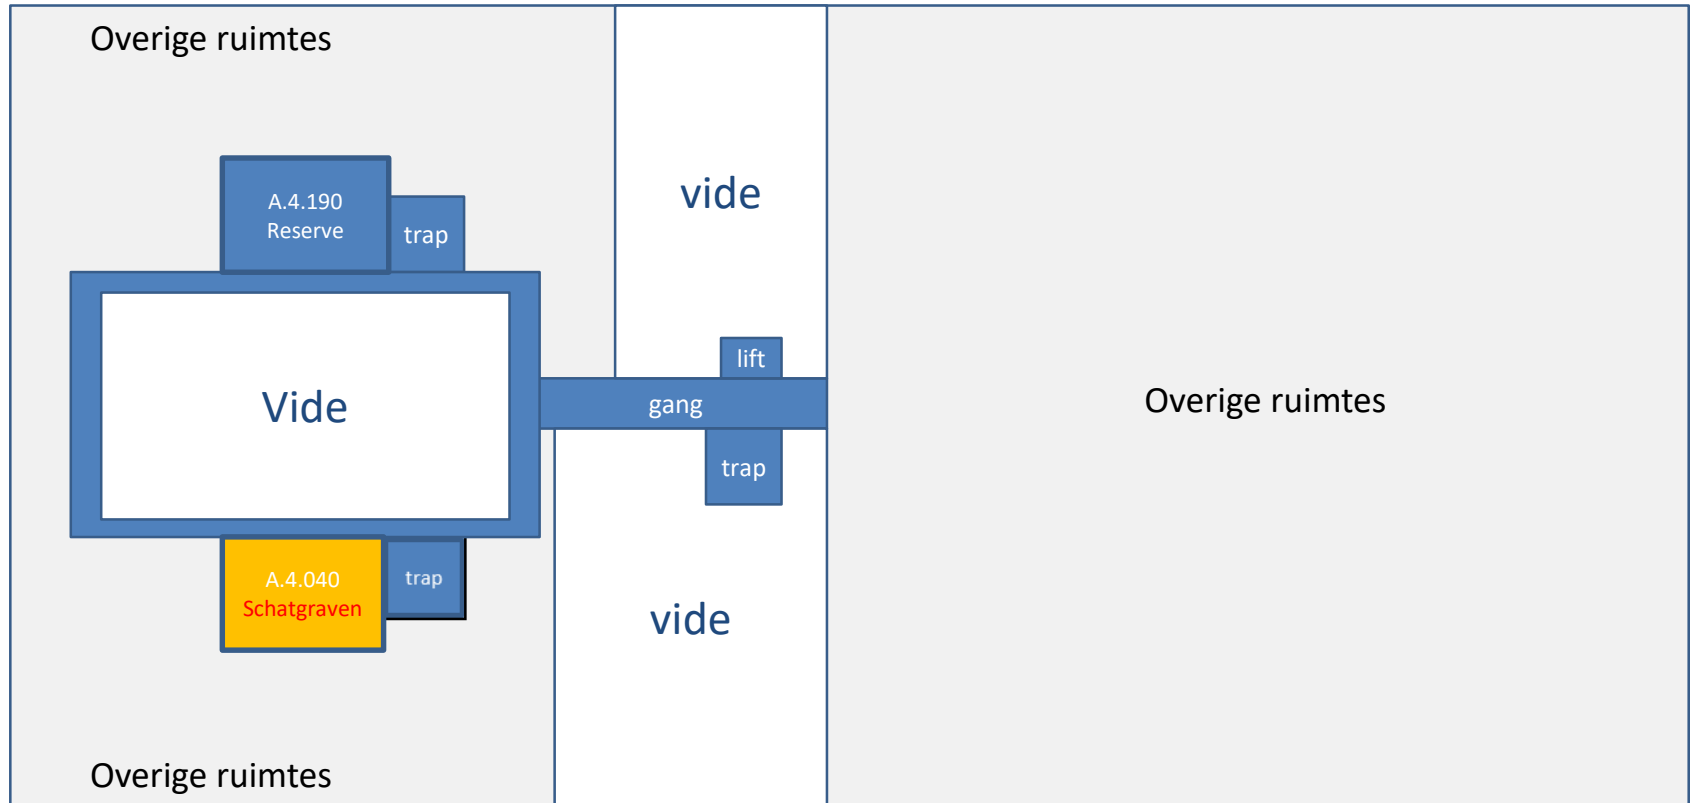 Overige ruimtes
vide
A.4.190
Reserve
trap
lift
Vide
gang
Overige ruimtes
trap
A.4.040
Schatgraven
trap
vide
Overige ruimtes